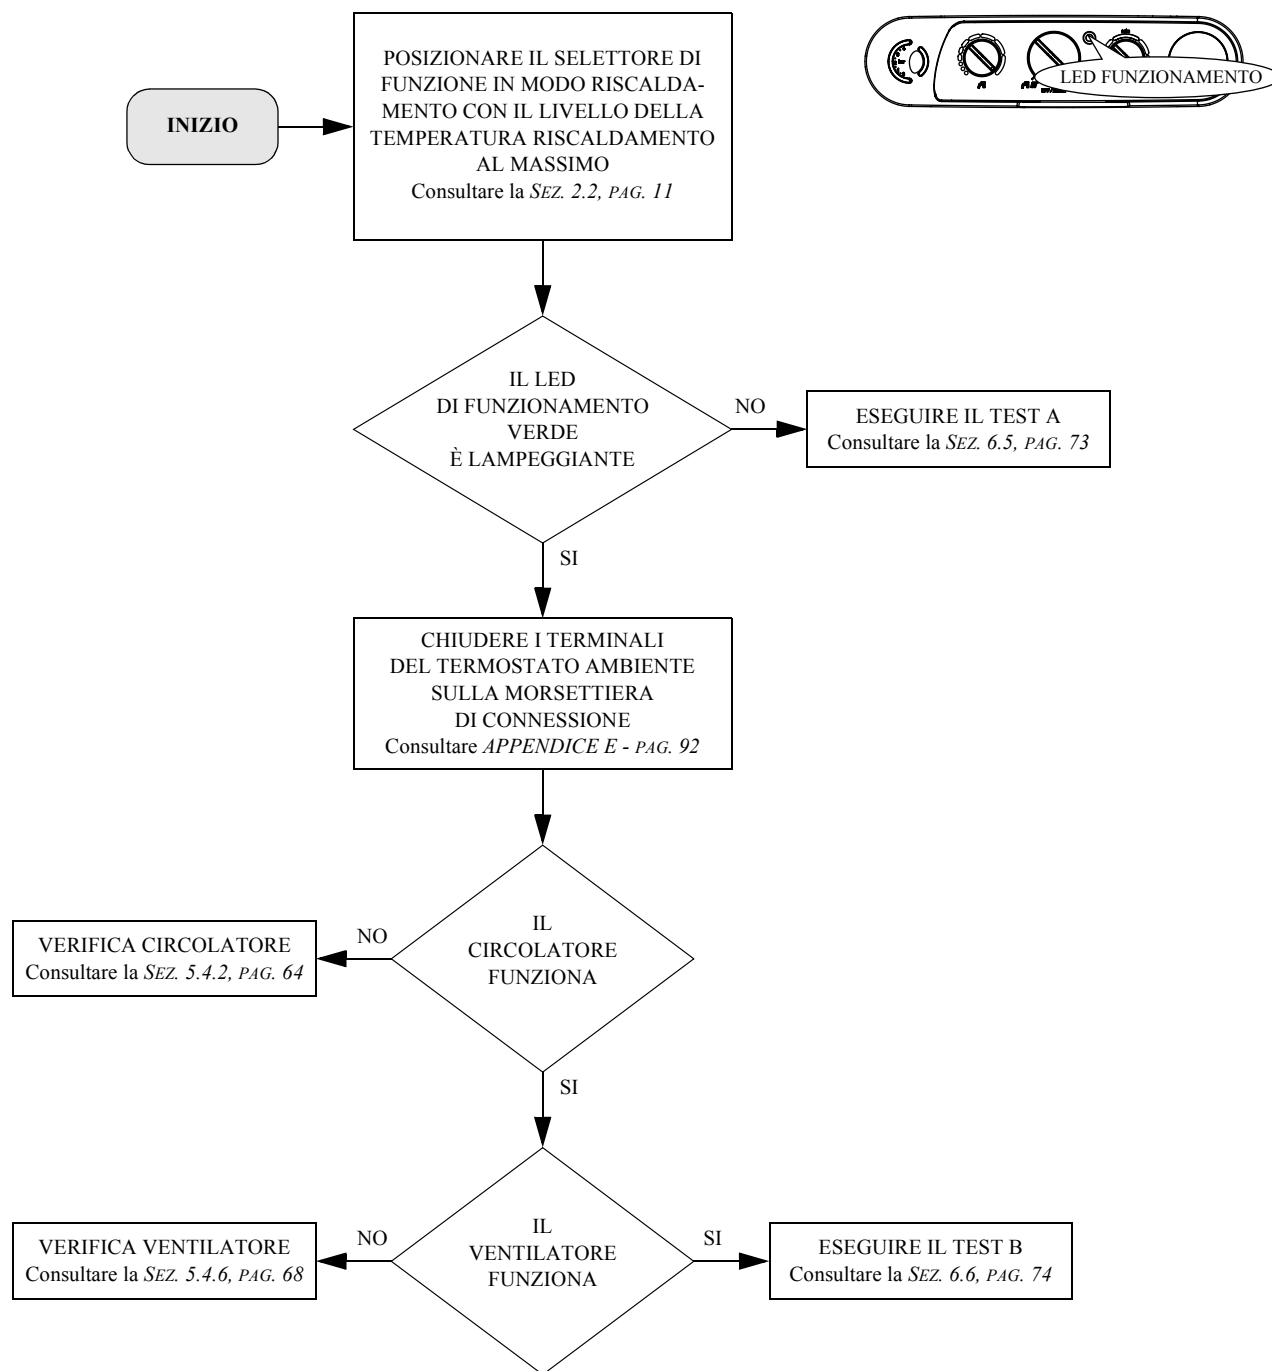 POSIZIONARE IL SELETTORE DI
FUNZIONE IN MODO RISCALDA-
MENTO CON IL LIVELLO DELLA
TEMPERATURA RISCALDAMENTO
AL MASSIMO
Consultare la SEZ. 2.2, PAG. 11
LED FUNZIONAMENTO
INIZIO
IL LED
DI FUNZIONAMENTO
VERDE
È LAMPEGGIANTE
NO
ESEGUIRE IL TEST A
Consultare la SEZ. 6.5, PAG. 73
SI
CHIUDERE I TERMINALI
DEL TERMOSTATO AMBIENTE
SULLA MORSETTIERA
DI CONNESSIONE
Consultare APPENDICE E - PAG. 92
IL
CIRCOLATORE
FUNZIONA
NO
VERIFICA CIRCOLATORE
Consultare la SEZ. 5.4.2, PAG. 64
SI
IL
VENTILATORE
FUNZIONA
NO
VERIFICA VENTILATORE
Consultare la SEZ. 5.4.6, PAG. 68
SI
ESEGUIRE IL TEST B
Consultare la SEZ. 6.6, PAG. 74